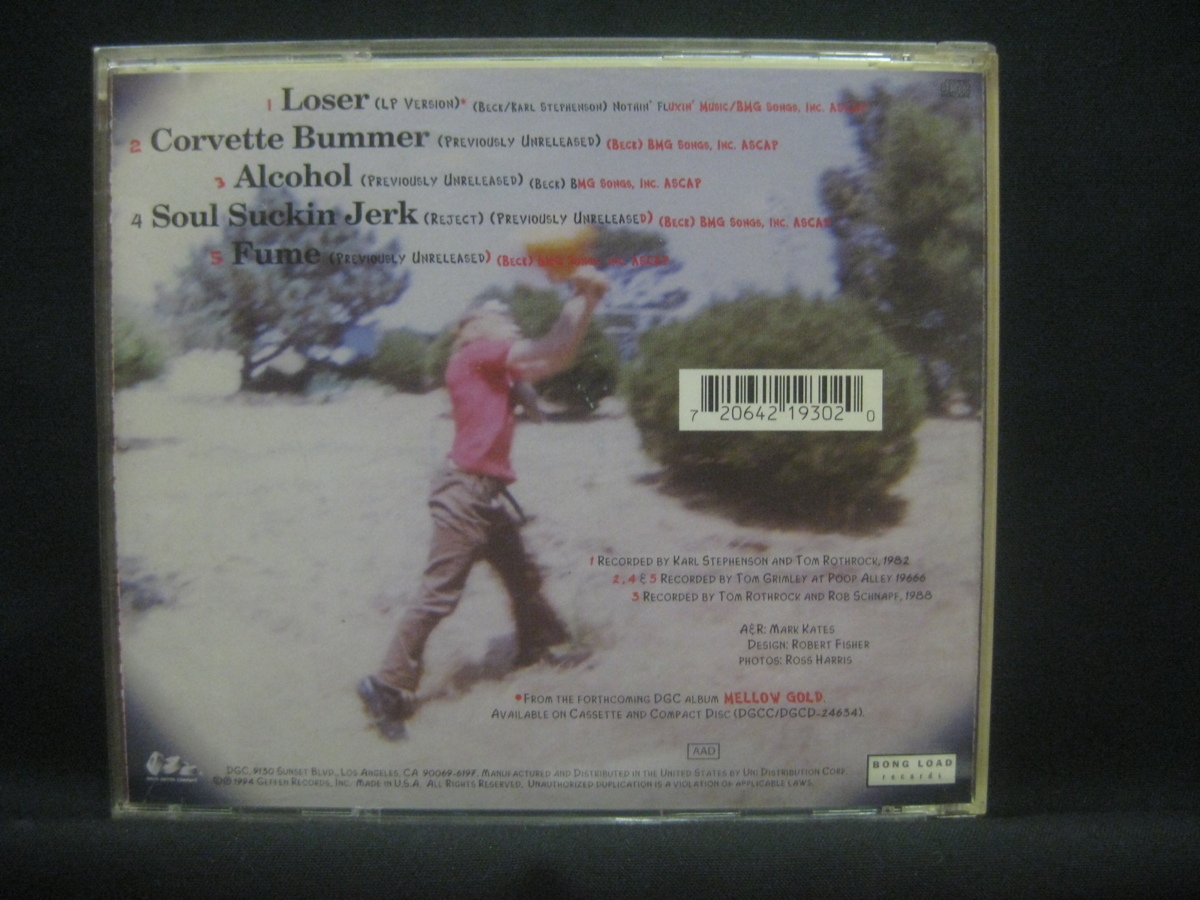 1 Loser (LP Version)* (Beck/Karl Stephenson) Nothin' Fluxin' Music/BMG Songs, Inc. ASCAP
2 Corvette Bummer (Previously Unreleased) (Beck) BMG Songs, Inc. ASCAP
3 Alcohol (Previously Unreleased) (Beck) BMG Songs, Inc. ASCAP
4 Soul Suckin Jerk (Reject) (Previously Unreleased) (Beck) BMG Songs, Inc. ASCAP
5 Fume (Previously Unreleased) (Beck) BMG Songs, Inc. ASCAP
7 20642 19302 0
1 Recorded by Karl Stephenson and Tom Rothrock, 1982
2, 4 & 5 Recorded by Tom Grimley at Poop Alley 19666
3 Recorded by Tom Rothrock and Rob Schnapf, 1988
A&R: Mark Kates
Design: Robert Fisher
Photos: Ross Harris
*From the forthcoming DGC album MELLOW GOLD.
Available on Cassette and Compact Disc (DGCC/DGCD-24634).
AAD
DGC, 9130 Sunset Blvd., Los Angeles, CA 90069-6197. Manufactured and Distributed in the United States by Uni Distribution Corp.
©℗ 1994 Geffen Records, Inc. Made in U.S.A. All Rights Reserved. Unauthorized duplication is a violation of applicable laws.
BONG LOAD
records